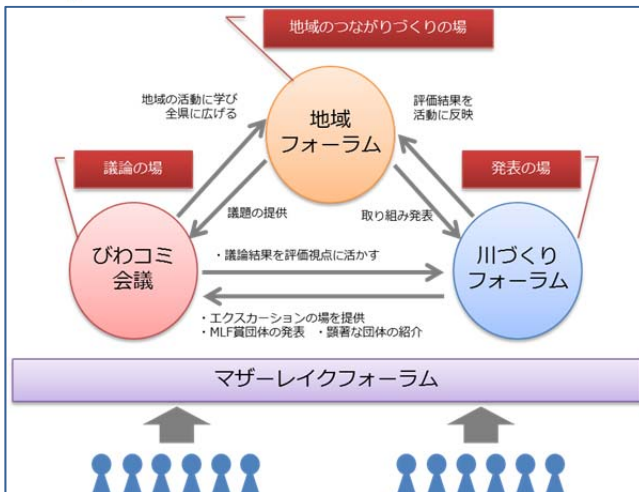 地域のつながりづくりの場
地域の活動に学び
全県に広げる
評価結果を
活動に反映
地域
フォーラム
議論の場
発表の場
議題の提供
取り組み発表
びわコミ
会議
・議論結果を評価視点に活かす
川づくり
フォーラム
・エクスカーションの場を提供
・MLF賞団体の発表　・顕著な団体の紹介
マザーレイクフォーラム